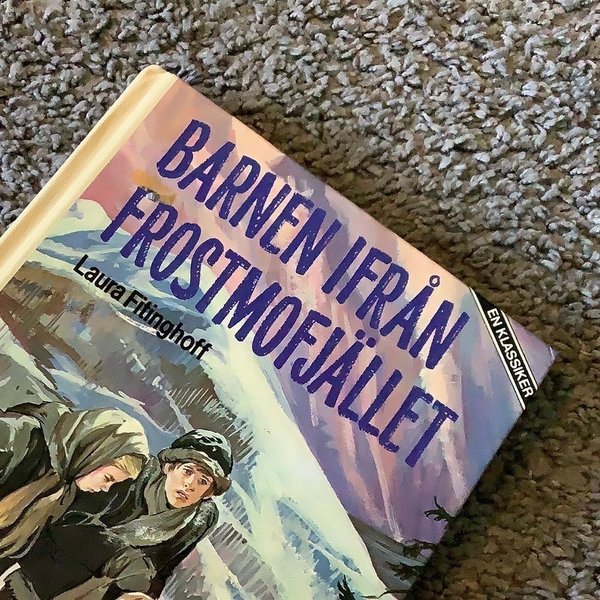 BARNEN IFRÅN
FROSTMOFJÄLLET
Laura Fitinghoff
EN KLASSIKER